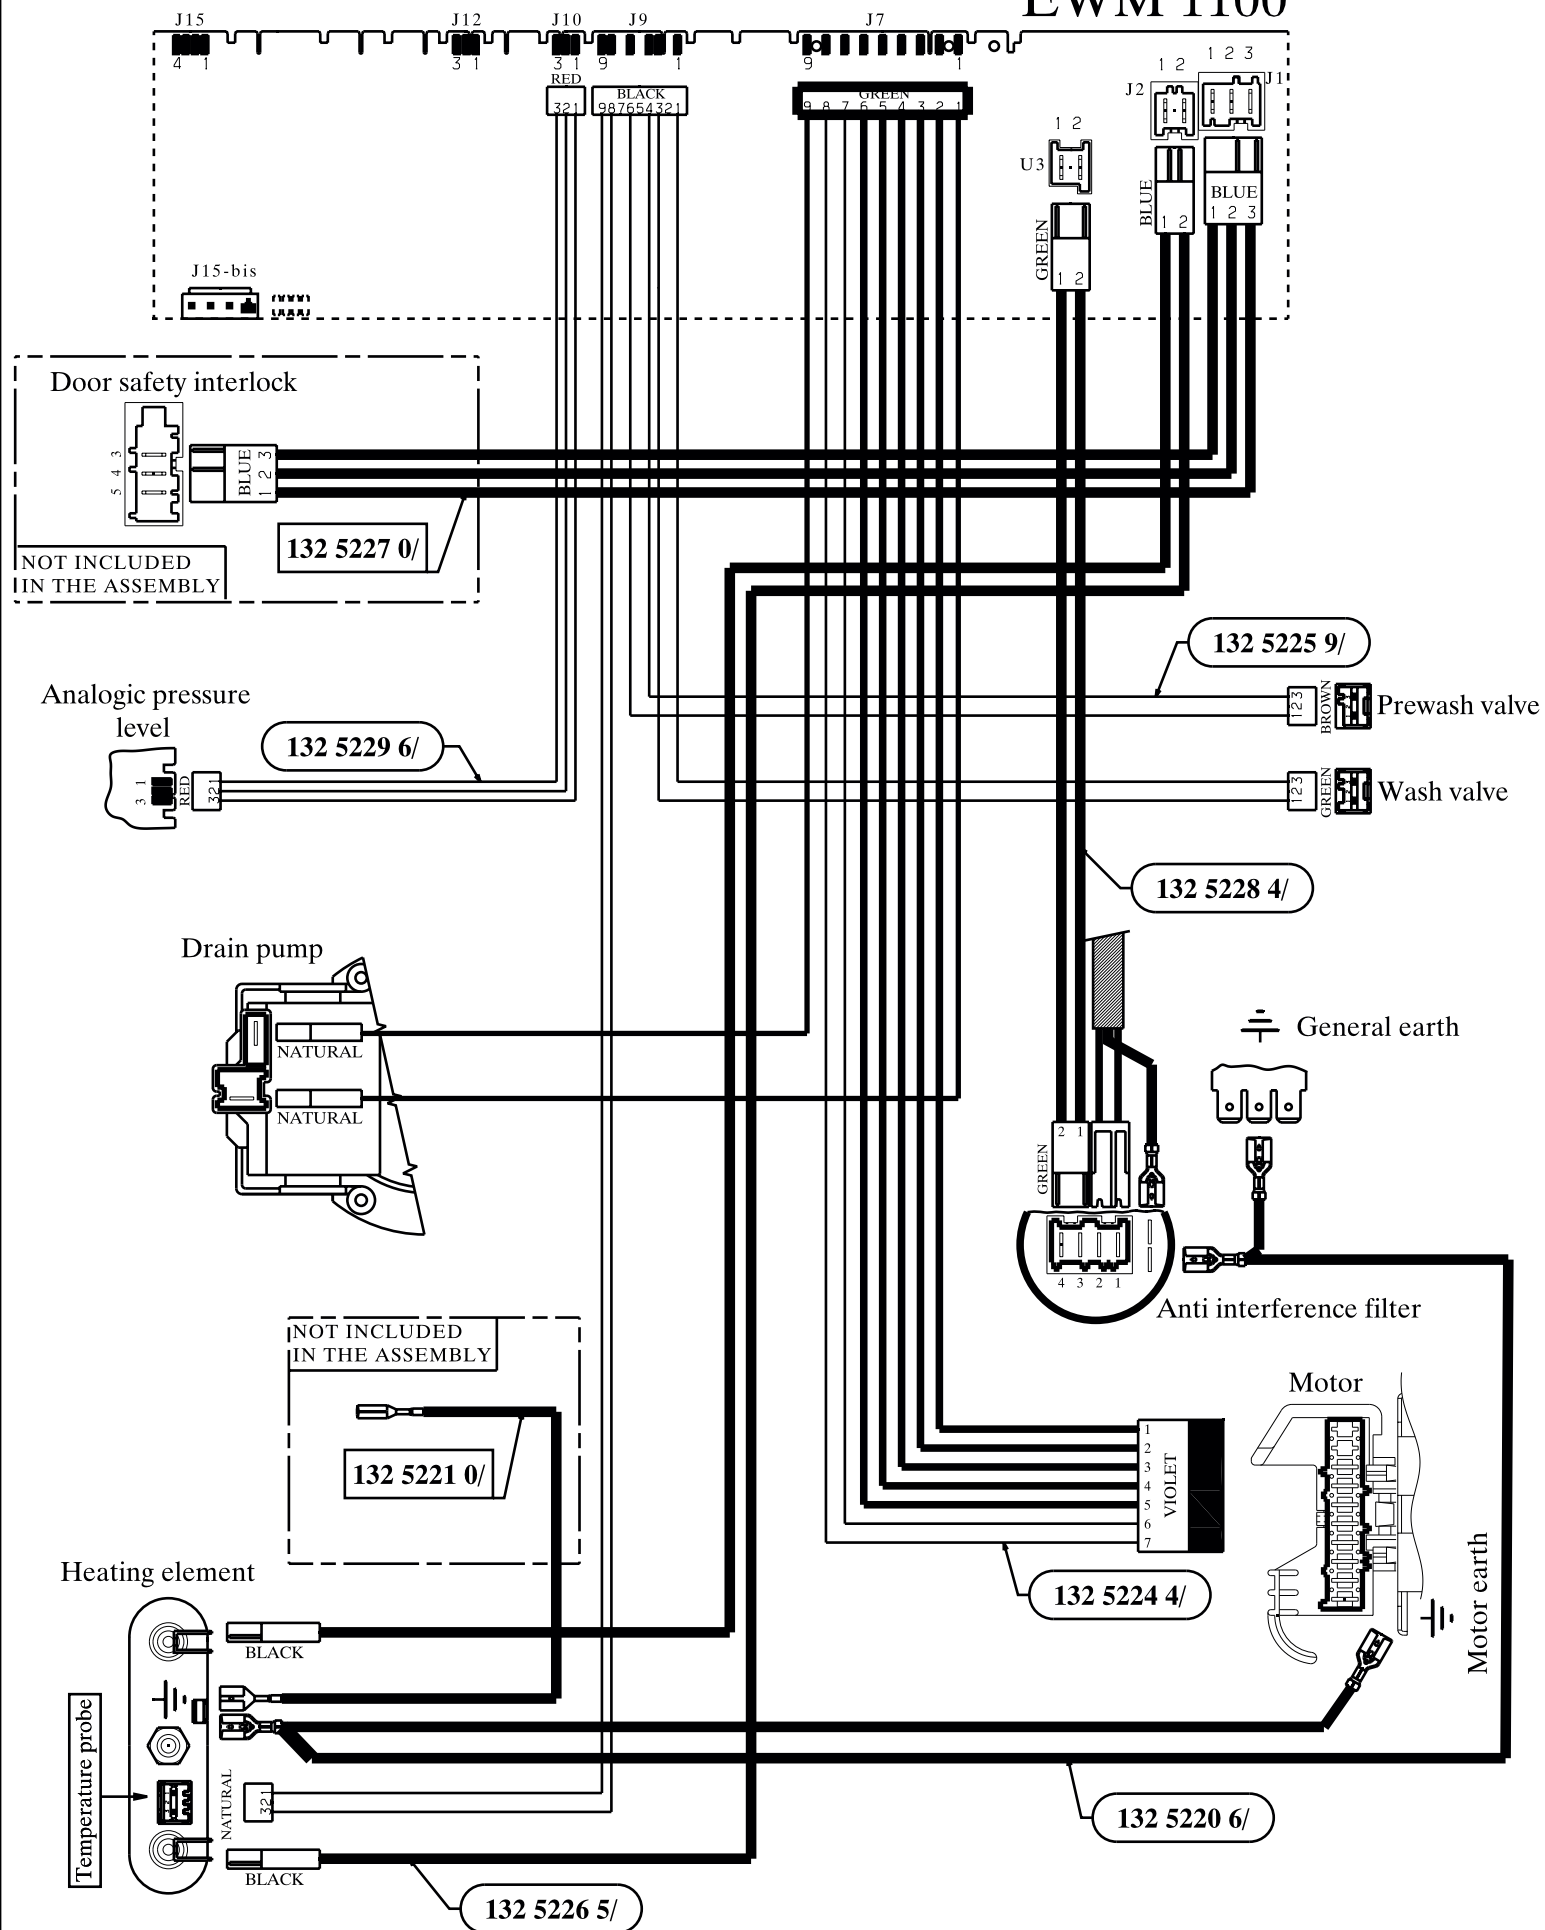 EWM 1100
J15
J12
J10
J9
J7
4 1
3 1
3 1
9 1
9 1
RED
321
BLACK
987654321
GREEN
9 8 7 6 5 4 3 2 1
1 2 3
J1
1 2
J2
1 2
U3
BLUE
1 2
BLUE
1 2 3
GREEN
1 2
J15-bis
Door safety interlock
3
4
5
BLUE
1 2 3
132 5227 0/
NOT INCLUDED
IN THE ASSEMBLY
132 5225 9/
123
BROWN
Prewash valve
Analogic pressure
level
132 5229 6/
3 1
RED
321
123
GREEN
Wash valve
132 5228 4/
Drain pump
NATURAL
NATURAL
General earth
2 1
GREEN
4 3 2 1
Anti interference filter
NOT INCLUDED
IN THE ASSEMBLY
132 5221 0/
Motor
1
2
3
4
5
6
7
VIOLET
132 5224 4/
Motor earth
Heating element
BLACK
Temperature probe
NATURAL
321
BLACK
132 5220 6/
132 5226 5/